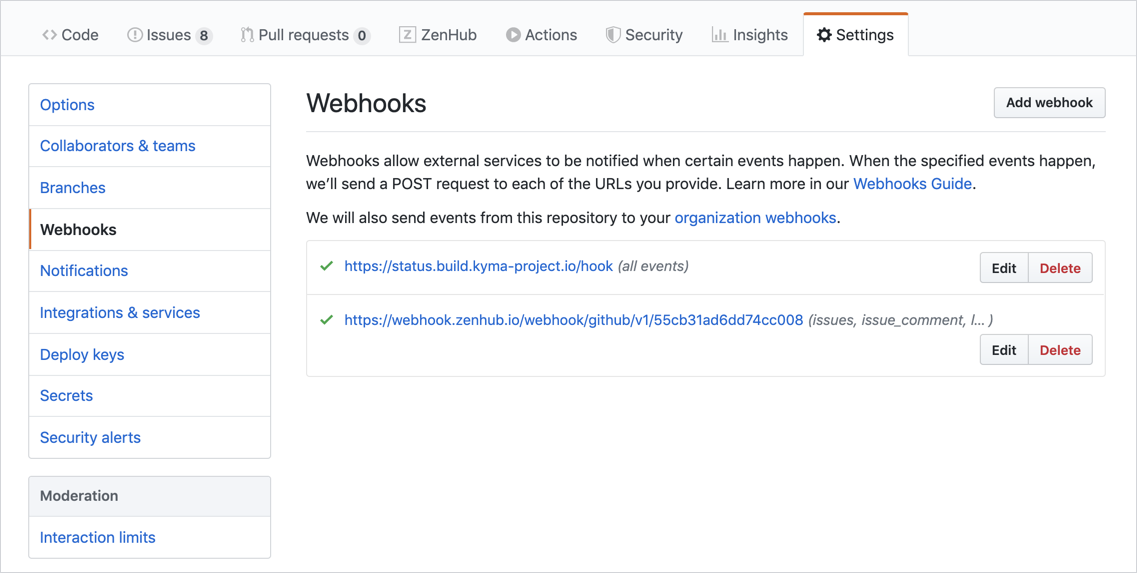 Code Issues 8 Pull requests 0 Z ZenHub Actions Security Insights Settings
Options
Collaborators & teams
Branches
Webhooks
Notifications
Integrations & services
Deploy keys
Secrets
Security alerts
Moderation
Interaction limits
Webhooks
Add webhook
Webhooks allow external services to be notified when certain events happen. When the specified events happen,
we’ll send a POST request to each of the URLs you provide. Learn more in our Webhooks Guide.
We will also send events from this repository to your organization webhooks.
https://status.build.kyma-project.io/hook (all events)
Edit Delete
https://webhook.zenhub.io/webhook/github/v1/55cb31ad6dd74cc008 (issues, issue_comment, l... )
Edit Delete